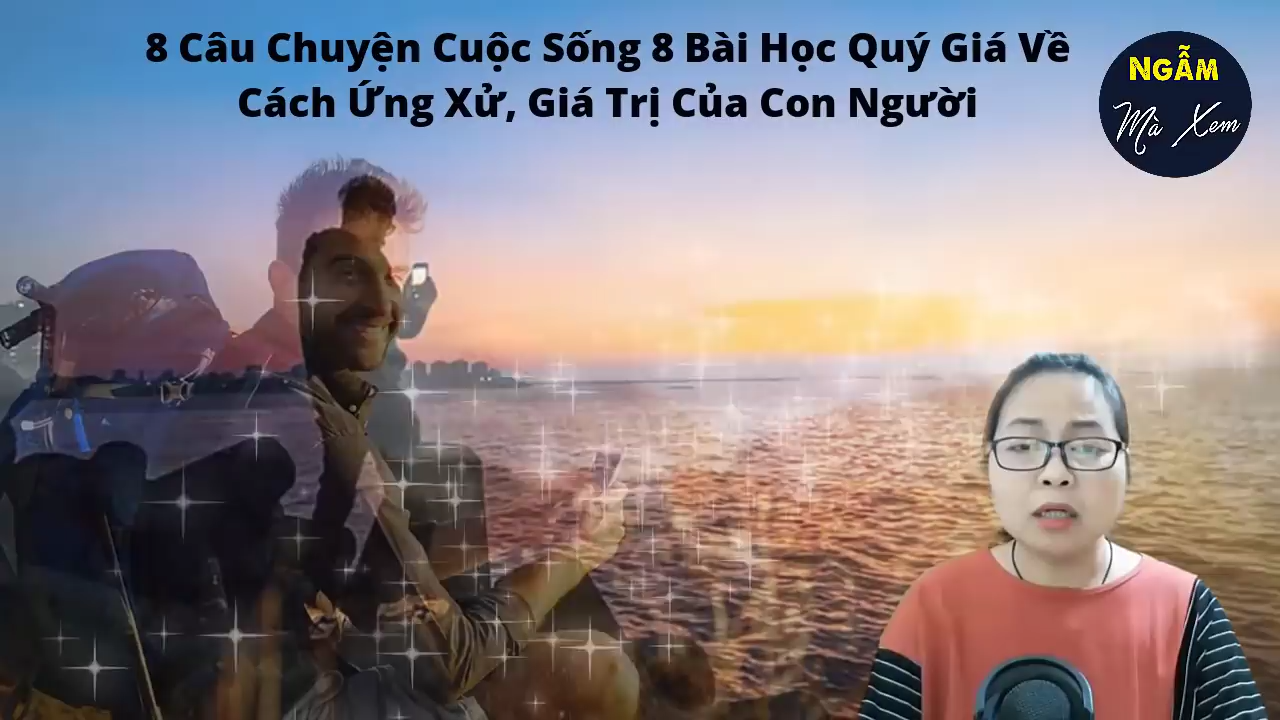 8 Câu Chuyện Cuộc Sống 8 Bài Học Quý Giá Về
Cách Ứng Xử, Giá Trị Của Con Người
NGẪM
Mà Xem